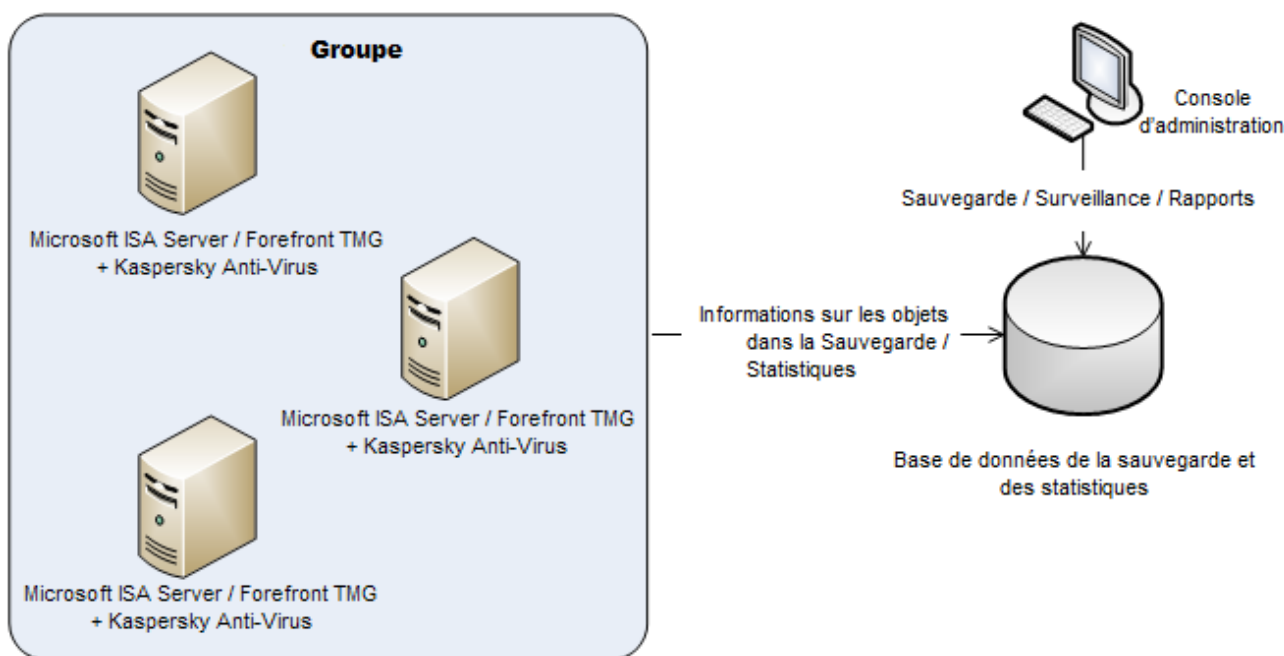 Groupe
Microsoft ISA Server / Forefront TMG
+ Kaspersky Anti-Virus
Microsoft ISA Server / Forefront TMG
+ Kaspersky Anti-Virus
Microsoft ISA Server / Forefront TMG
+ Kaspersky Anti-Virus
Informations sur les objets
dans la Sauvegarde /
Statistiques
Console
d'administration
Sauvegarde / Surveillance / Rapports
Base de données de la sauvegarde et
des statistiques